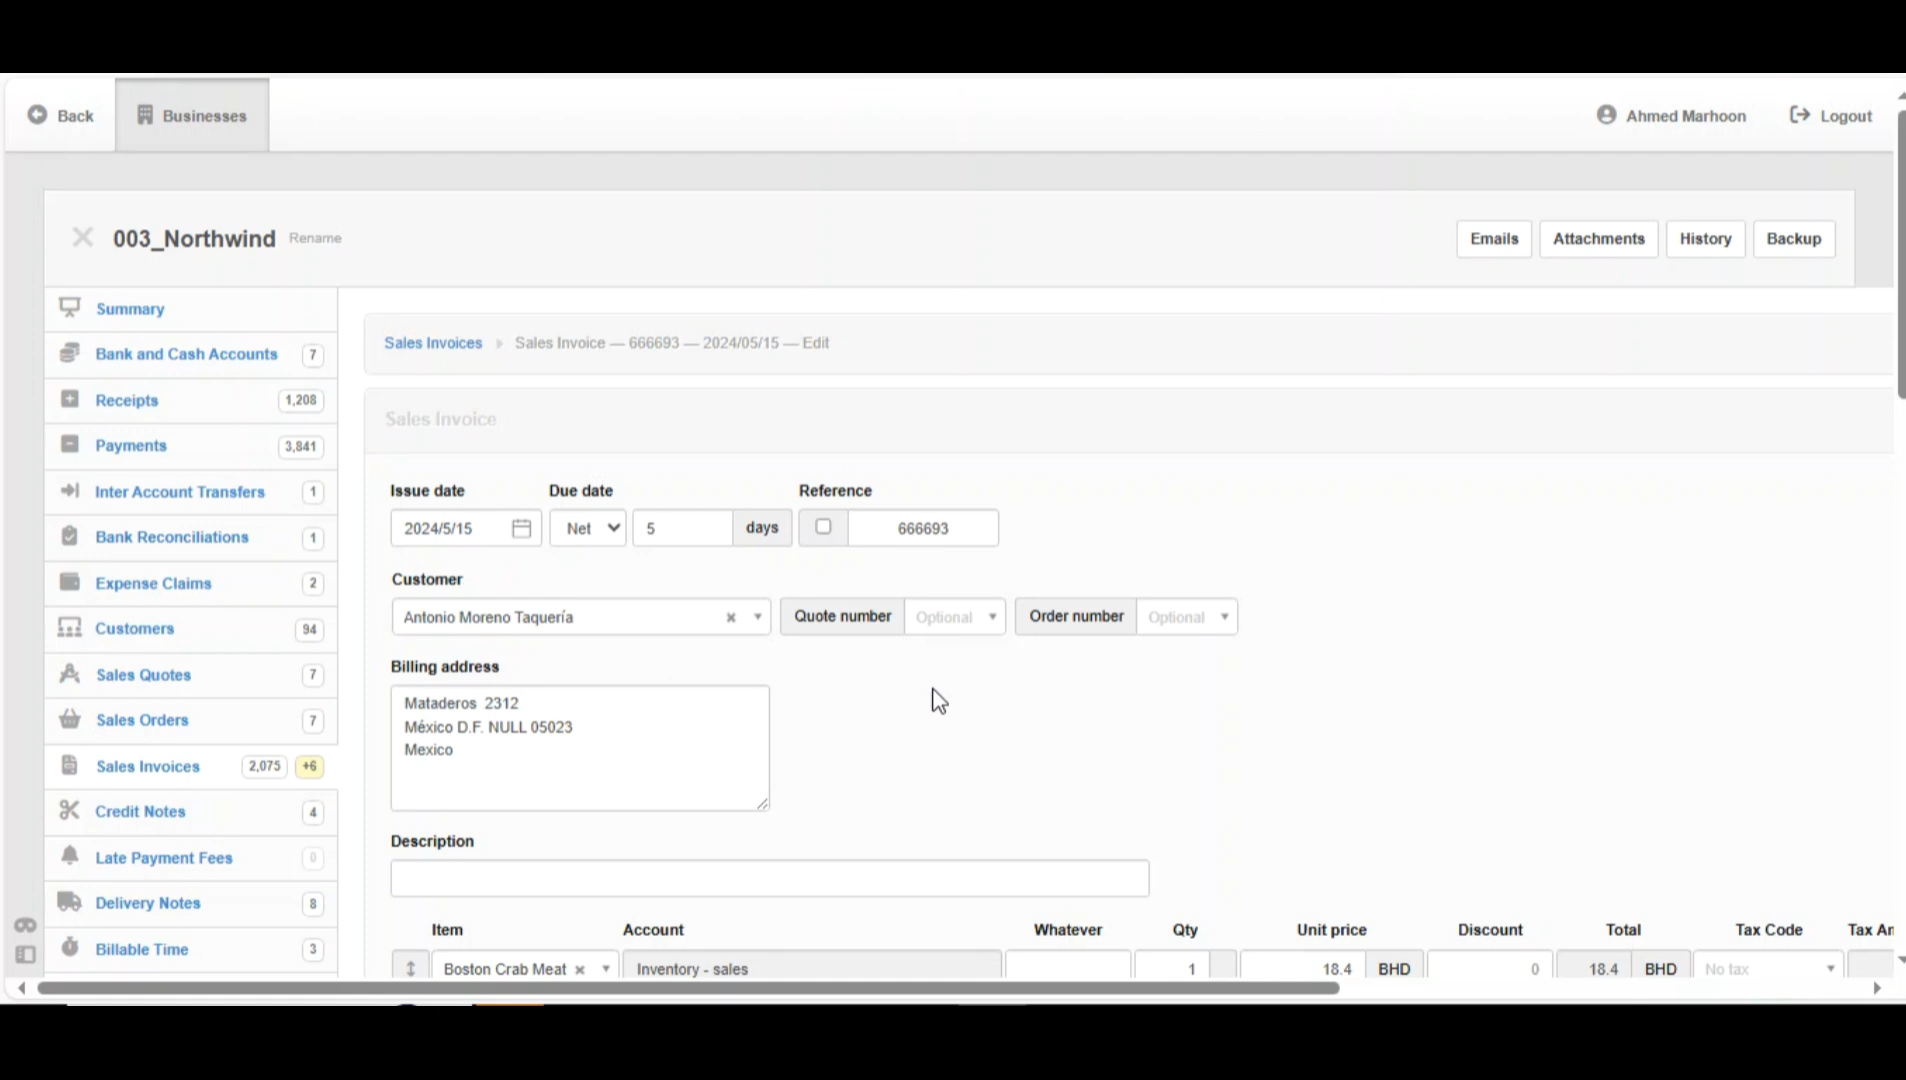 Back
Businesses
Ahmed Marhoon
Logout
003_Northwind Rename
Emails
Attachments
History
Backup
Summary
Bank and Cash Accounts 7
Receipts 1,208
Payments 3,841
Inter Account Transfers 1
Bank Reconciliations 1
Expense Claims 2
Customers 94
Sales Quotes 7
Sales Orders 7
Sales Invoices 2,075 +6
Credit Notes 4
Late Payment Fees 0
Delivery Notes 8
Billable Time 3
Sales Invoices Sales Invoice — 666693 — 2024/05/15 — Edit
Sales Invoice
Issue date Due date Reference
2024/5/15 Net 5 days 666693
Customer
Antonio Moreno Taquería Quote number Optional Order number Optional
Billing address
Mataderos 2312
México D.F. NULL 05023
Mexico
Description
Item Account Whatever Qty Unit price Discount Total Tax Code Tax Am
Boston Crab Meat Inventory - sales 1 18.4 BHD 0 18.4 BHD No tax